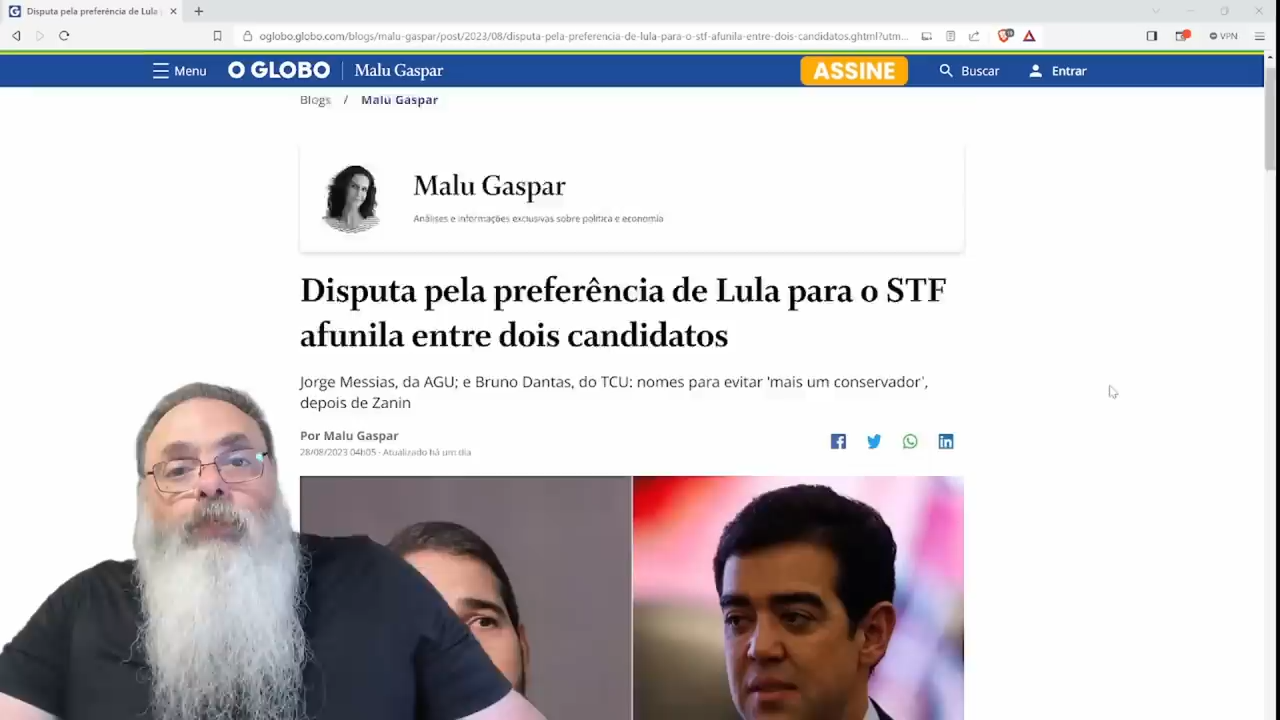 Disputa pela preferência de Lula
oglobo.globo.com/blogs/malu-gaspar/post/2023/08/disputa-pela-preferencia-de-lula-para-o-stf-afunila-entre-dois-candidatos.ghtml?utm...
VPN
Menu
O GLOBO
Malu Gaspar
ASSINE
Buscar
Entrar
Blogs / Malu Gaspar
Malu Gaspar
Análises e informações exclusivas sobre política e economia
Disputa pela preferência de Lula para o STF
afunila entre dois candidatos
Jorge Messias, da AGU; e Bruno Dantas, do TCU: nomes para evitar 'mais um conservador',
depois de Zanin
Por Malu Gaspar
28/08/2023 04h05 · Atualizado há um dia